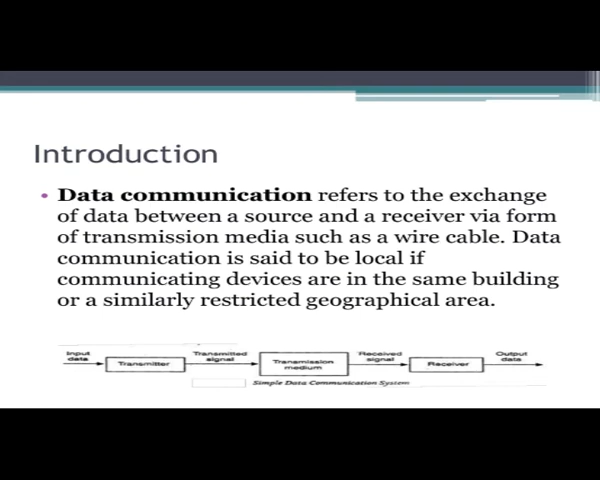 Introduction
• Data communication refers to the exchange
of data between a source and a receiver via form
of transmission media such as a wire cable. Data
communication is said to be local if
communicating devices are in the same building
or a similarly restricted geographical area.
Input data
Transmitter
Transmitted signal
Transmission medium
Received signal
Receiver
Output data
Simple Data Communication System